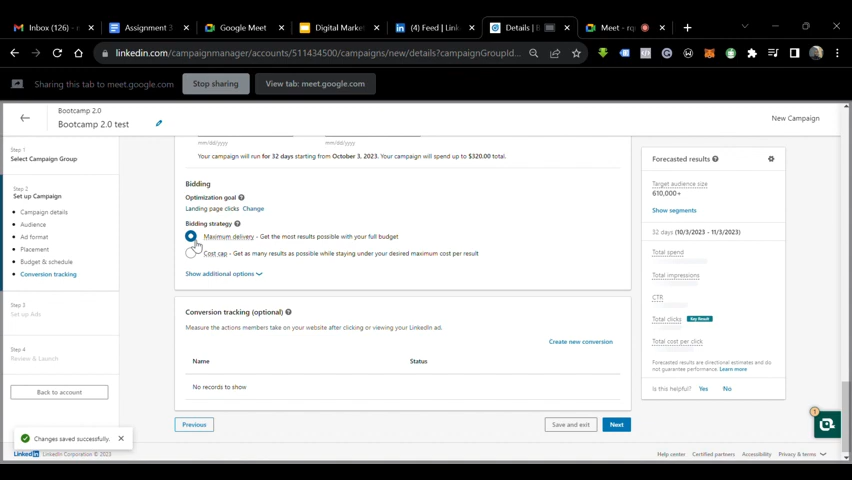 Inbox (126) - m
Assignment 3
Google Meet
Digital Market
(4) Feed | Link
Details | B
Meet - rq
linkedin.com/campaignmanager/accounts/511434500/campaigns/new/details?campaignGroupId...
Sharing this tab to meet.google.com
Stop sharing
View tab: meet.google.com
Bootcamp 2.0
Bootcamp 2.0 test
New Campaign
Step 1
Select Campaign Group
Step 2
Set up Campaign
Campaign details
Audience
Ad format
Placement
Budget & schedule
Conversion tracking
Step 3
Set up Ads
Step 4
Review & Launch
Back to account
mm/dd/yyyy mm/dd/yyyy
Your campaign will run for 32 days starting from October 3, 2023. Your campaign will spend up to $320.00 total.
Bidding
Optimization goal
Landing page clicks Change
Bidding strategy
Maximum delivery - Get the most results possible with your full budget
Cost cap - Get as many results as possible while staying under your desired maximum cost per result
Show additional options
Conversion tracking (optional)
Measure the actions members take on your website after clicking or viewing your LinkedIn ad.
Create new conversion
Name Status
No records to show
Previous
Save and exit
Next
Forecasted results
Target audience size
610,000+
Show segments
32 days (10/3/2023 - 11/3/2023)
Total spend
Total impressions
CTR
Total clicks Key Result
Total cost per click
Forecasted results are directional estimates and do
not guarantee performance. Learn more
Is this helpful? Yes No
1
Changes saved successfully.
LinkedIn LinkedIn Corporation © 2023
Help center Certified partners Accessibility Privacy & terms